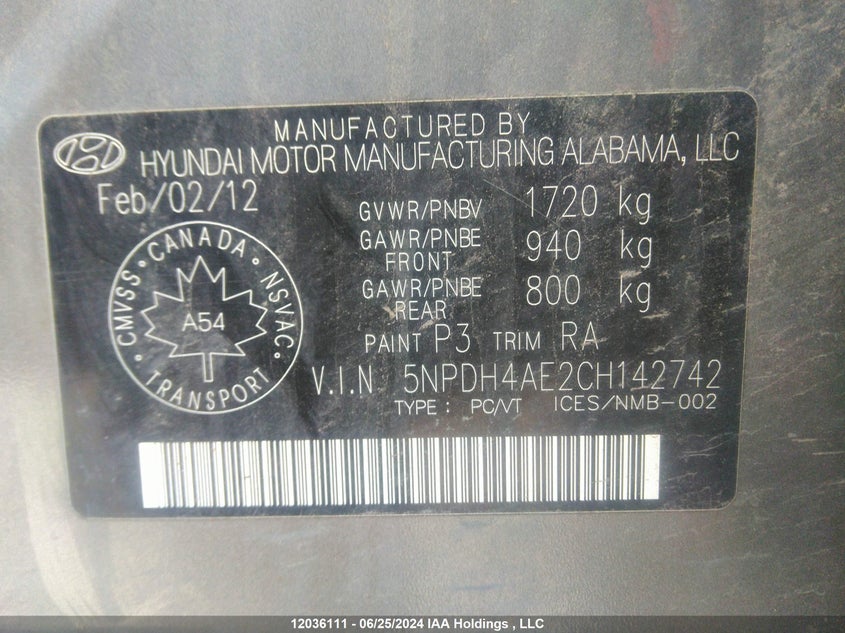 MANUFACTURED BY
HYUNDAI MOTOR MANUFACTURING ALABAMA, LLC
Feb/02/12
GVWR/PNBV 1720 kg
GAWR/PNBE FRONT 940 kg
GAWR/PNBE REAR 800 kg
CMVSS • CANADA • NSVAC • TRANSPORT •
A54
PAINT P3 TRIM RA
V.I.N 5NPDH4AE2CH142742
TYPE : PC/VT ICES/NMB-002
12036111 - 06/25/2024 IAA Holdings , LLC